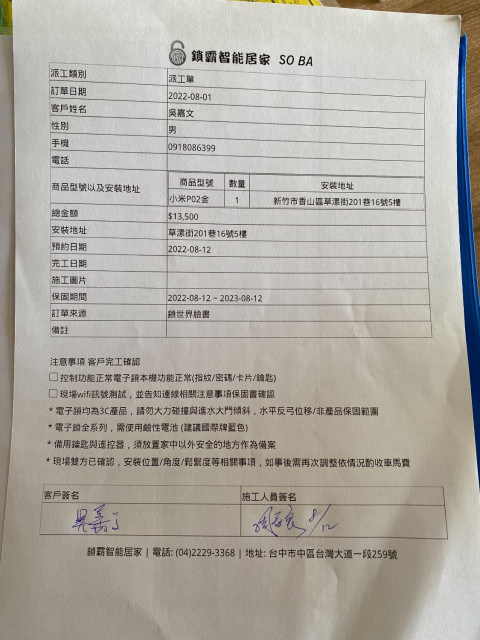 鎖霸智能居家 SO BA
派工類別 派工單
訂單日期 2022-08-01
客戶姓名 吳嘉文
性別 男
手機 0918086399
電話
商品型號以及安裝地址 商品型號 數量 安裝地址
小米P02金 1 新竹市香山區草漯街201巷16號5樓
總金額 $13,500
安裝地址 草漯街201巷16號5樓
預約日期 2022-08-12
完工日期
施工圖片
保固期間 2022-08-12 ~ 2023-08-12
訂單來源 鎖世界臉書
備註
注意事項 客戶完工確認
☐ 控制功能正常電子鎖本機功能正常(指紋/密碼/卡片/鑰匙)
☐ 現場wifi訊號測試，並告知連線相關注意事項保固書確認
* 電子鎖均為3C產品，請勿大力碰撞與進水大門傾斜，水平反弓位移/非產品保固範圍
* 電子鎖全系列，需使用鹼性電池 (建議國際牌藍色)
* 備用鑰匙與遙控器，須放置家中以外安全的地方作為備案
* 現場雙方已確認，安裝位置/角度/鬆緊度等相關事項，如事後需再次調整依情況酌收車馬費
客戶簽名 施工人員簽名
8/12
鎖霸智能居家 | 電話: (04)2229-3368 | 地址: 台中市中區台灣大道一段259號